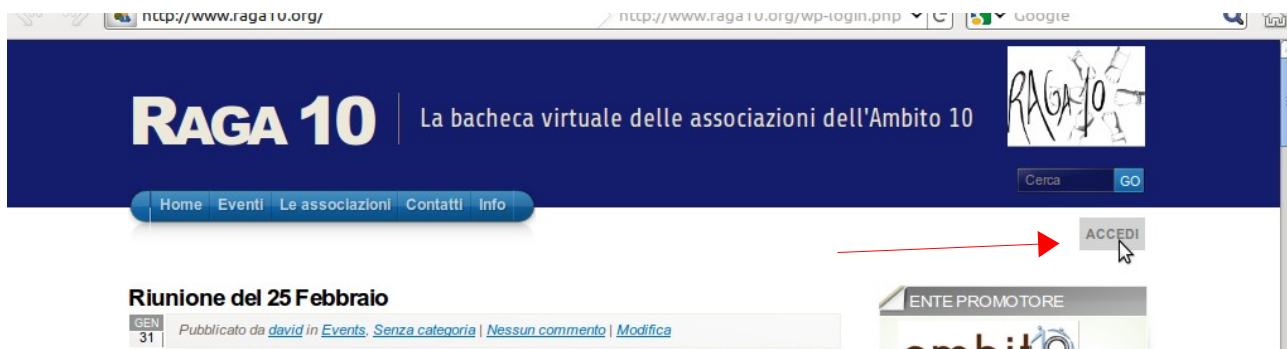 http://www.raga10.org/
http://www.raga10.org/wp-login.php
Google
RAGA 10
La bacheca virtuale delle associazioni dell'Ambito 10
RAGA10
Cerca GO
Home Eventi Le associazioni Contatti Info
ACCEDI
Riunione del 25 Febbraio
ENTE PROMOTORE
GEN
31
Pubblicato da david in Events, Senza categoria | Nessun commento | Modifica
ambit